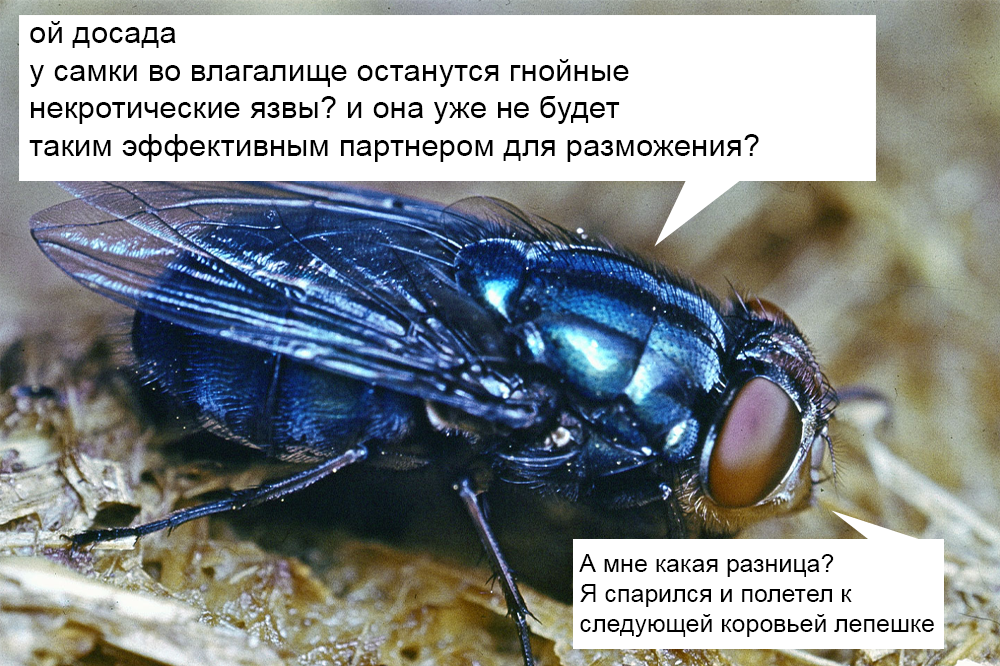 ой досада
у самки во влагалище останутся гнойные
некротические язвы? и она уже не будет
таким эффективным партнером для разможения?
А мне какая разница?
Я спарился и полетел к
следующей коровьей лепешке